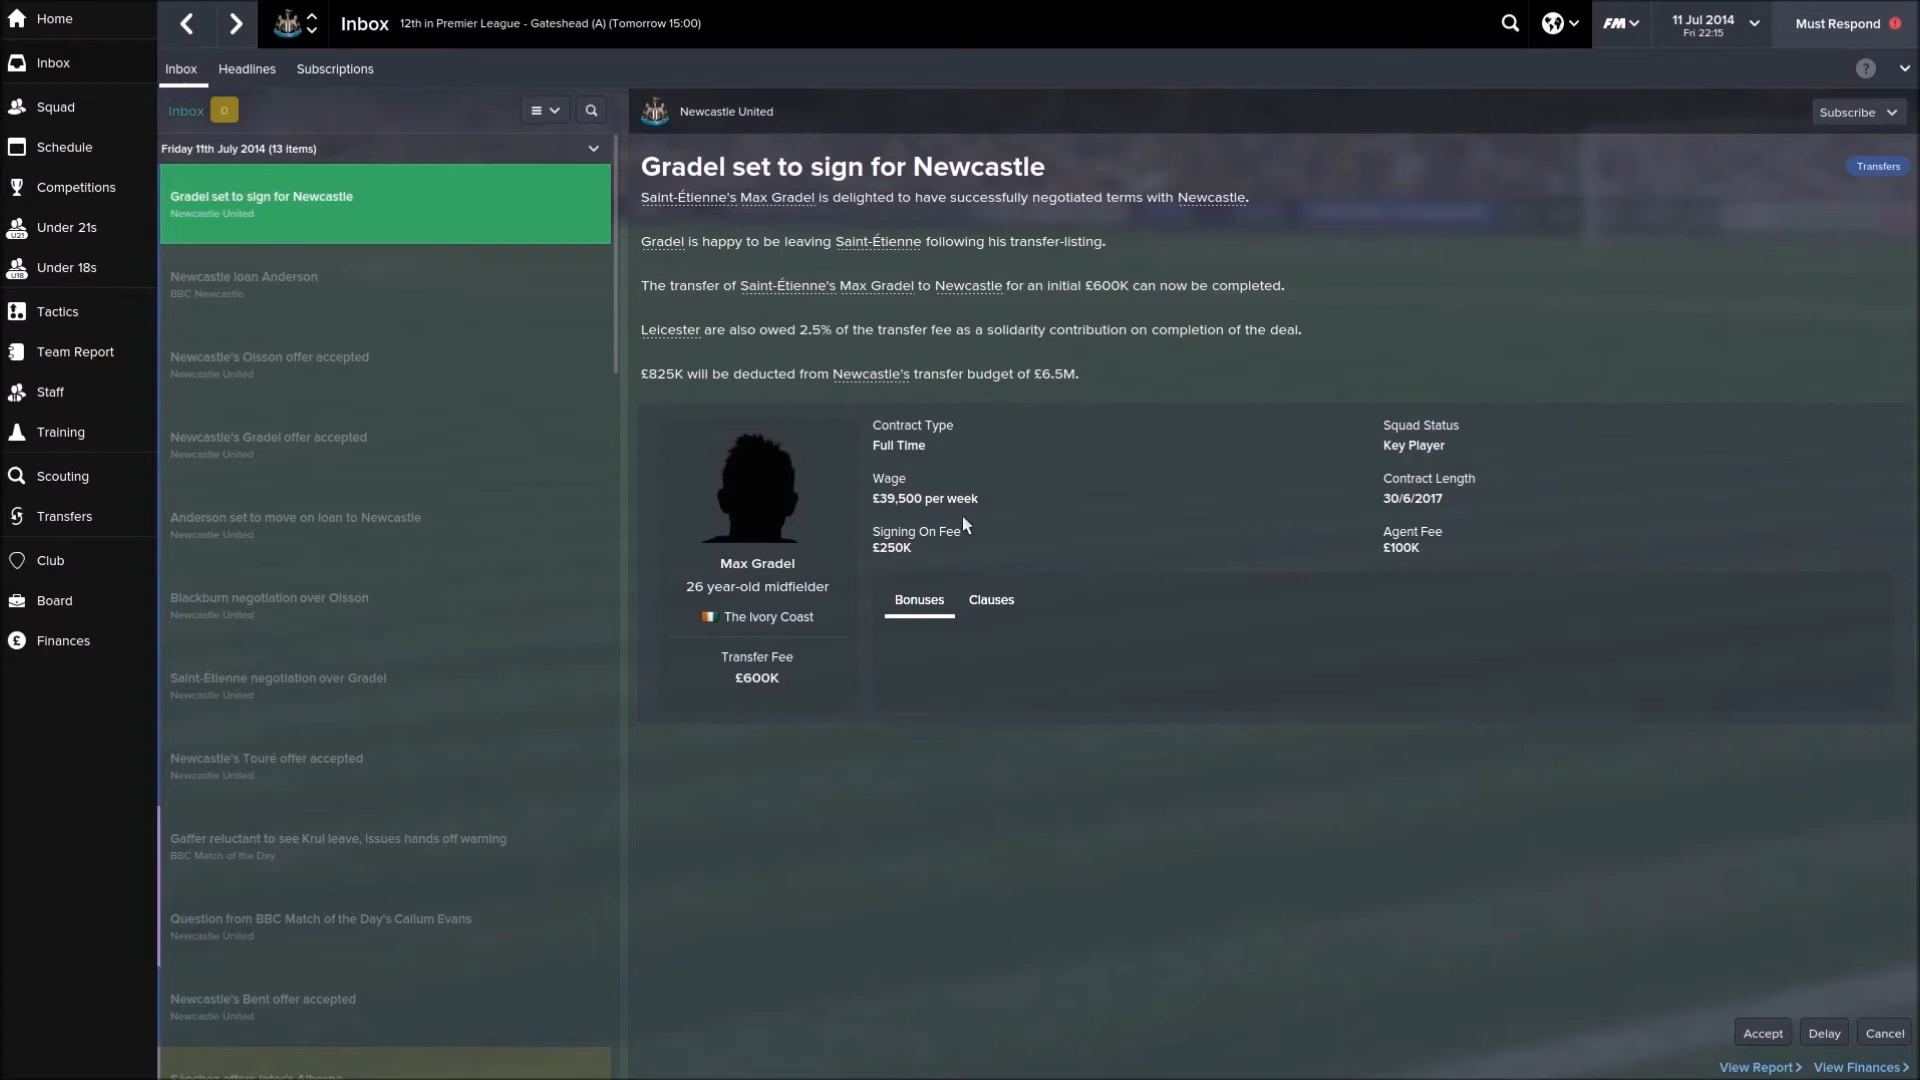 Home
Inbox
Squad
Schedule
Competitions
Under 21s
Under 18s
Tactics
Team Report
Staff
Training
Scouting
Transfers
Club
Board
Finances
U21
U18
Inbox 12th in Premier League - Gateshead (A) (Tomorrow 15:00)
FM
11 Jul 2014
Fri 22:15
Must Respond
Inbox Headlines Subscriptions
Inbox 0
Friday 11th July 2014 (13 items)
Gradel set to sign for Newcastle
Newcastle United
Newcastle loan Anderson
BBC Newcastle
Newcastle's Olsson offer accepted
Newcastle United
Newcastle's Gradel offer accepted
Newcastle United
Anderson set to move on loan to Newcastle
Newcastle United
Blackburn negotiation over Olsson
Newcastle United
Saint-Étienne negotiation over Gradel
Newcastle United
Newcastle's Touré offer accepted
Newcastle United
Gaffer reluctant to see Krul leave, issues hands off warning
BBC Match of the Day
Question from BBC Match of the Day's Callum Evans
Newcastle United
Newcastle's Bent offer accepted
Newcastle United
Newcastle United
Subscribe
Gradel set to sign for Newcastle
Transfers
Saint-Étienne's Max Gradel is delighted to have successfully negotiated terms with Newcastle.
Gradel is happy to be leaving Saint-Étienne following his transfer-listing.
The transfer of Saint-Étienne's Max Gradel to Newcastle for an initial £600K can now be completed.
Leicester are also owed 2.5% of the transfer fee as a solidarity contribution on completion of the deal.
£825K will be deducted from Newcastle's transfer budget of £6.5M.
Max Gradel
26 year-old midfielder
The Ivory Coast
Transfer Fee
£600K
Contract Type
Full Time
Squad Status
Key Player
Wage
£39,500 per week
Contract Length
30/6/2017
Signing On Fee
£250K
Agent Fee
£100K
Bonuses Clauses
Accept Delay Cancel
View Report View Finances